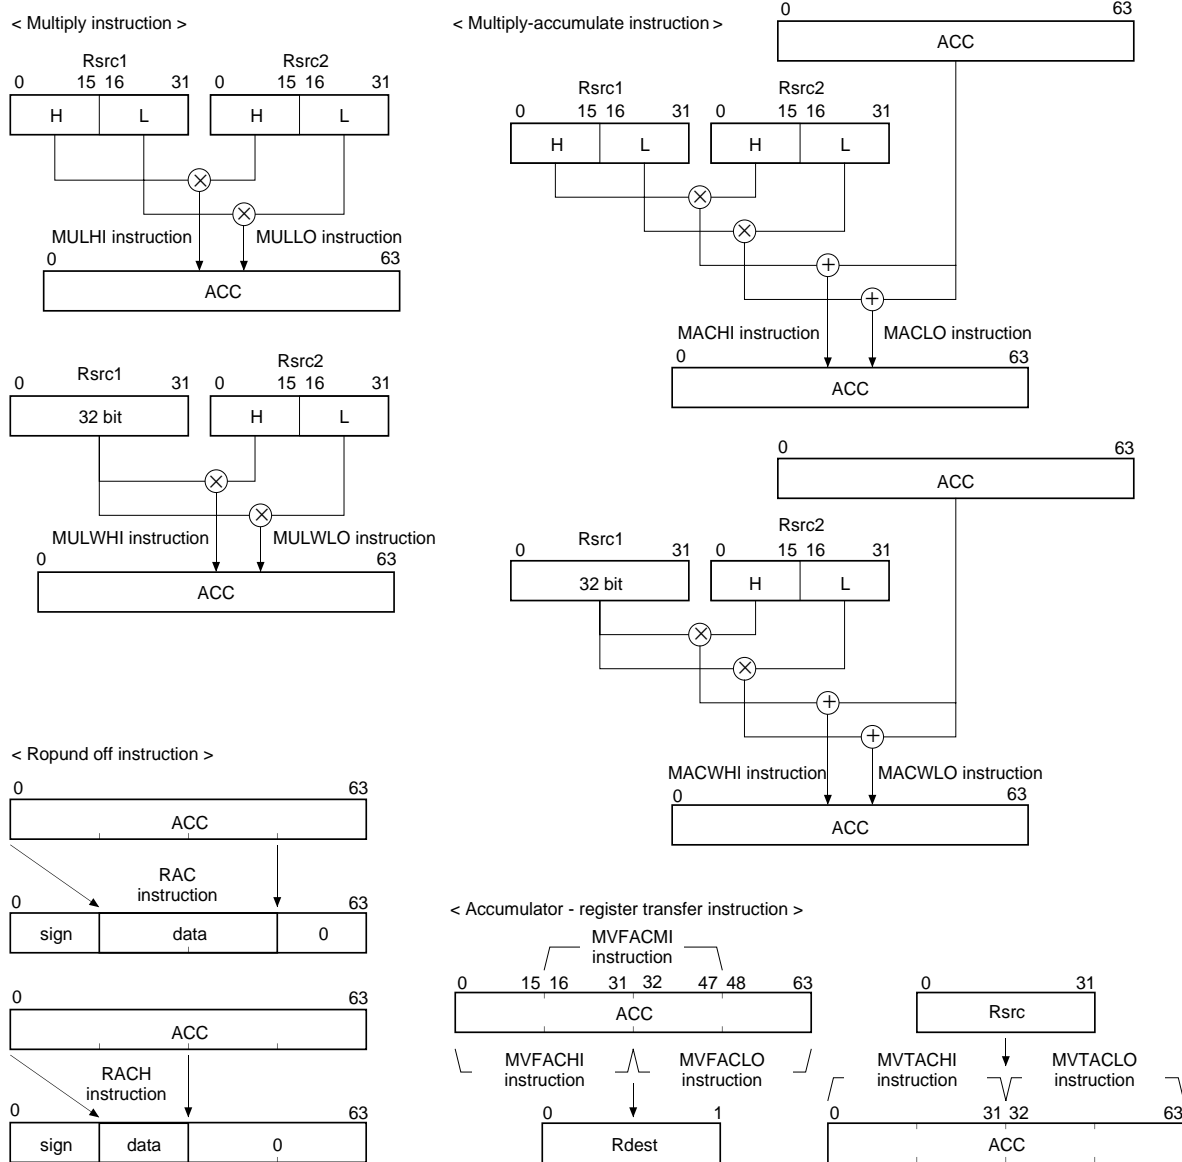 < Multiply instruction >
Rsrc1 Rsrc2
0 15 16 31 0 15 16 31
H L H L
MULHI instruction MULLO instruction
0 63
ACC
Rsrc1 Rsrc2
0 31 0 15 16 31
32 bit H L
MULWHI instruction MULWLO instruction
0 63
ACC
< Multiply-accumulate instruction >
0 63
ACC
Rsrc1 Rsrc2
0 15 16 31 0 15 16 31
H L H L
MACHI instruction MACLO instruction
0 63
ACC
0 63
ACC
Rsrc1 Rsrc2
0 31 0 15 16 31
32 bit H L
MACWHI instruction MACWLO instruction
0 63
ACC
< Ropund off instruction >
0 63
ACC
RAC
instruction
0 63
sign data 0
0 63
ACC
RACH
instruction
0 63
sign data 0
< Accumulator - register transfer instruction >
MVFACMI
instruction
0 15 16 31 32 47 48 63
ACC
MVFACHI
instruction
MVFACLO
instruction
0 1
Rdest
0 31
Rsrc
MVTACHI
instruction
MVTACLO
instruction
0 31 32 63
ACC